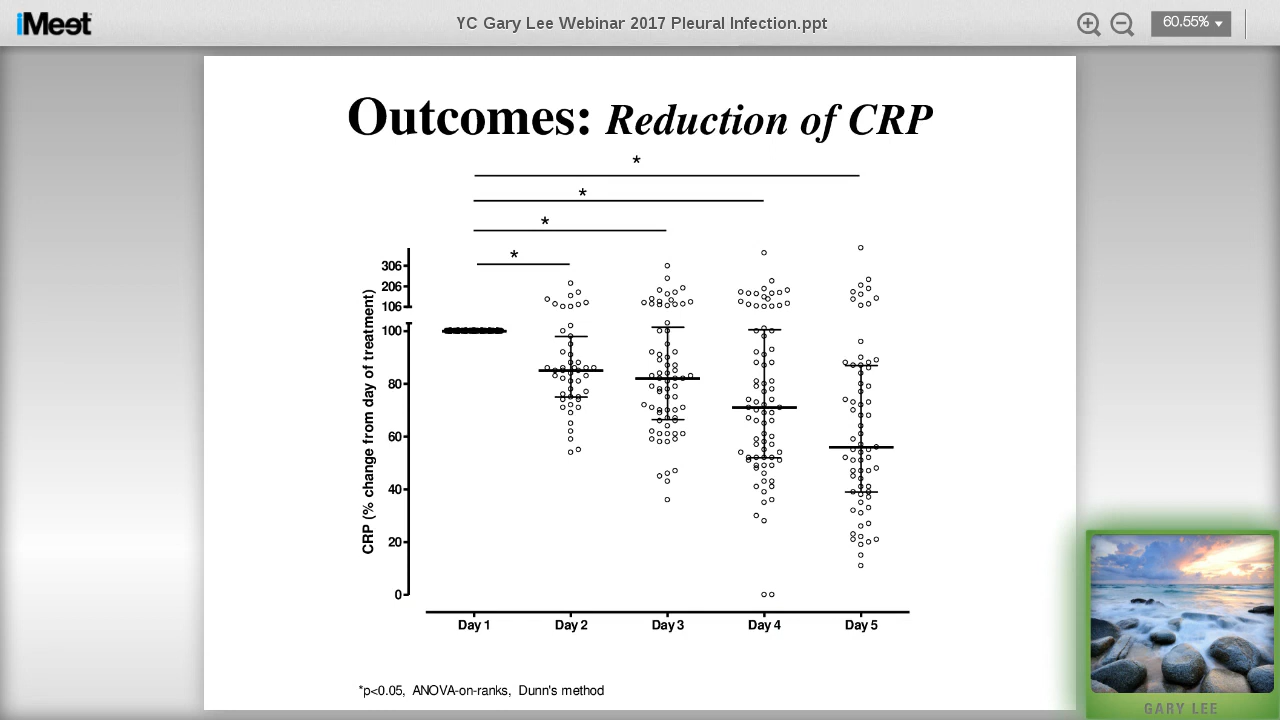 iMeet
YC Gary Lee Webinar 2017 Pleural Infection.ppt
60.55%
Outcomes: Reduction of CRP
*
*
*
*
306
206
106
100
80
60
40
20
0
CRP (% change from day of treatment)
Day 1 Day 2 Day 3 Day 4 Day 5
*p<0.05, ANOVA-on-ranks, Dunn's method
GARY LEE